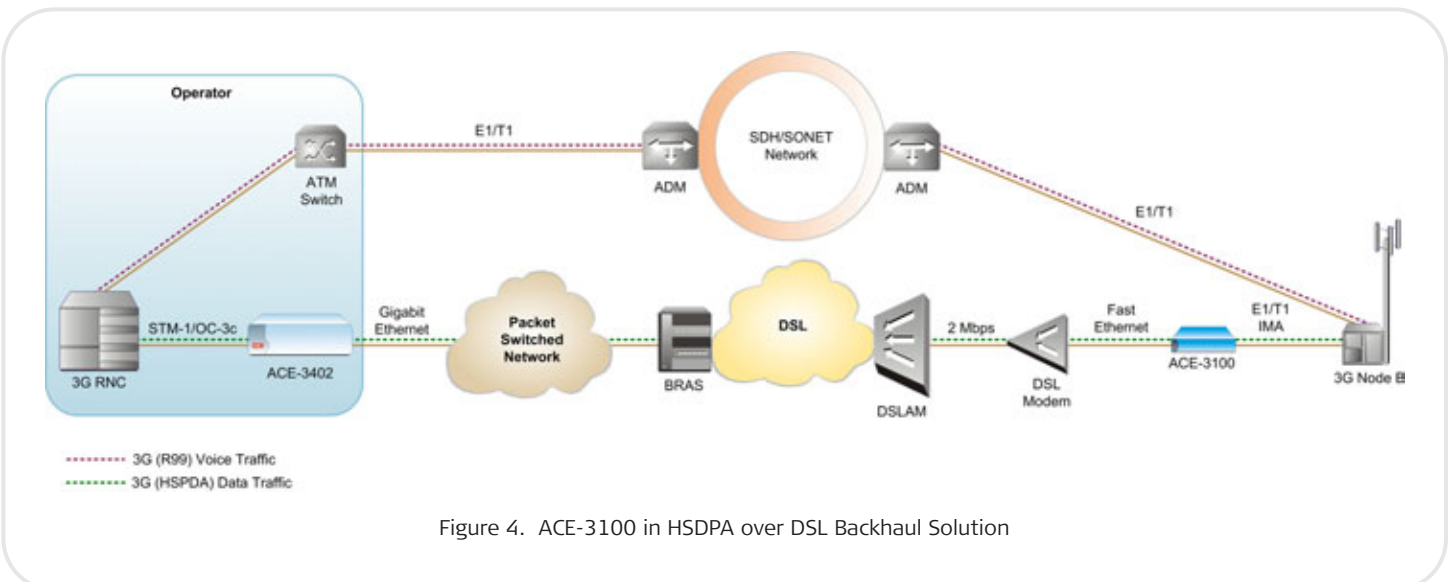 Operator
E1/T1
ATM
Switch
ADM
SDH/SONET
Network
ADM
E1/T1
3G RNC
STM-1/OC-3c
ACE-3402
Gigabit
Ethernet
Packet
Switched
Network
BRAS
DSL
DSLAM
2 Mbps
DSL
Modem
Fast
Ethernet
ACE-3100
E1/T1
IMA
3G Node B
3G (R99) Voice Traffic
3G (HSPDA) Data Traffic
Figure 4. ACE-3100 in HSDPA over DSL Backhaul Solution